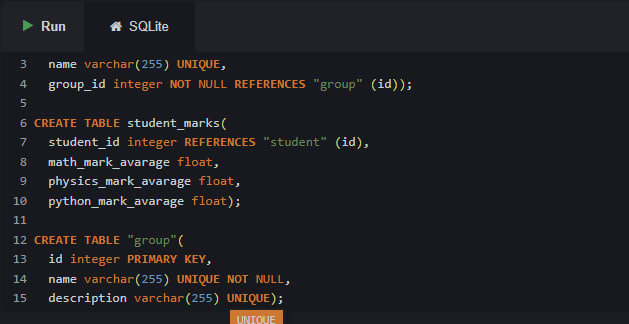 Run SQLite
3 name varchar(255) UNIQUE,
4 group_id integer NOT NULL REFERENCES "group" (id));
5
6 CREATE TABLE student_marks(
7 student_id integer REFERENCES "student" (id),
8 math_mark_avarage float,
9 physics_mark_avarage float,
10 python_mark_avarage float);
11
12 CREATE TABLE "group"(
13 id integer PRIMARY KEY,
14 name varchar(255) UNIQUE NOT NULL,
15 description varchar(255) UNIQUE);
UNIQUE